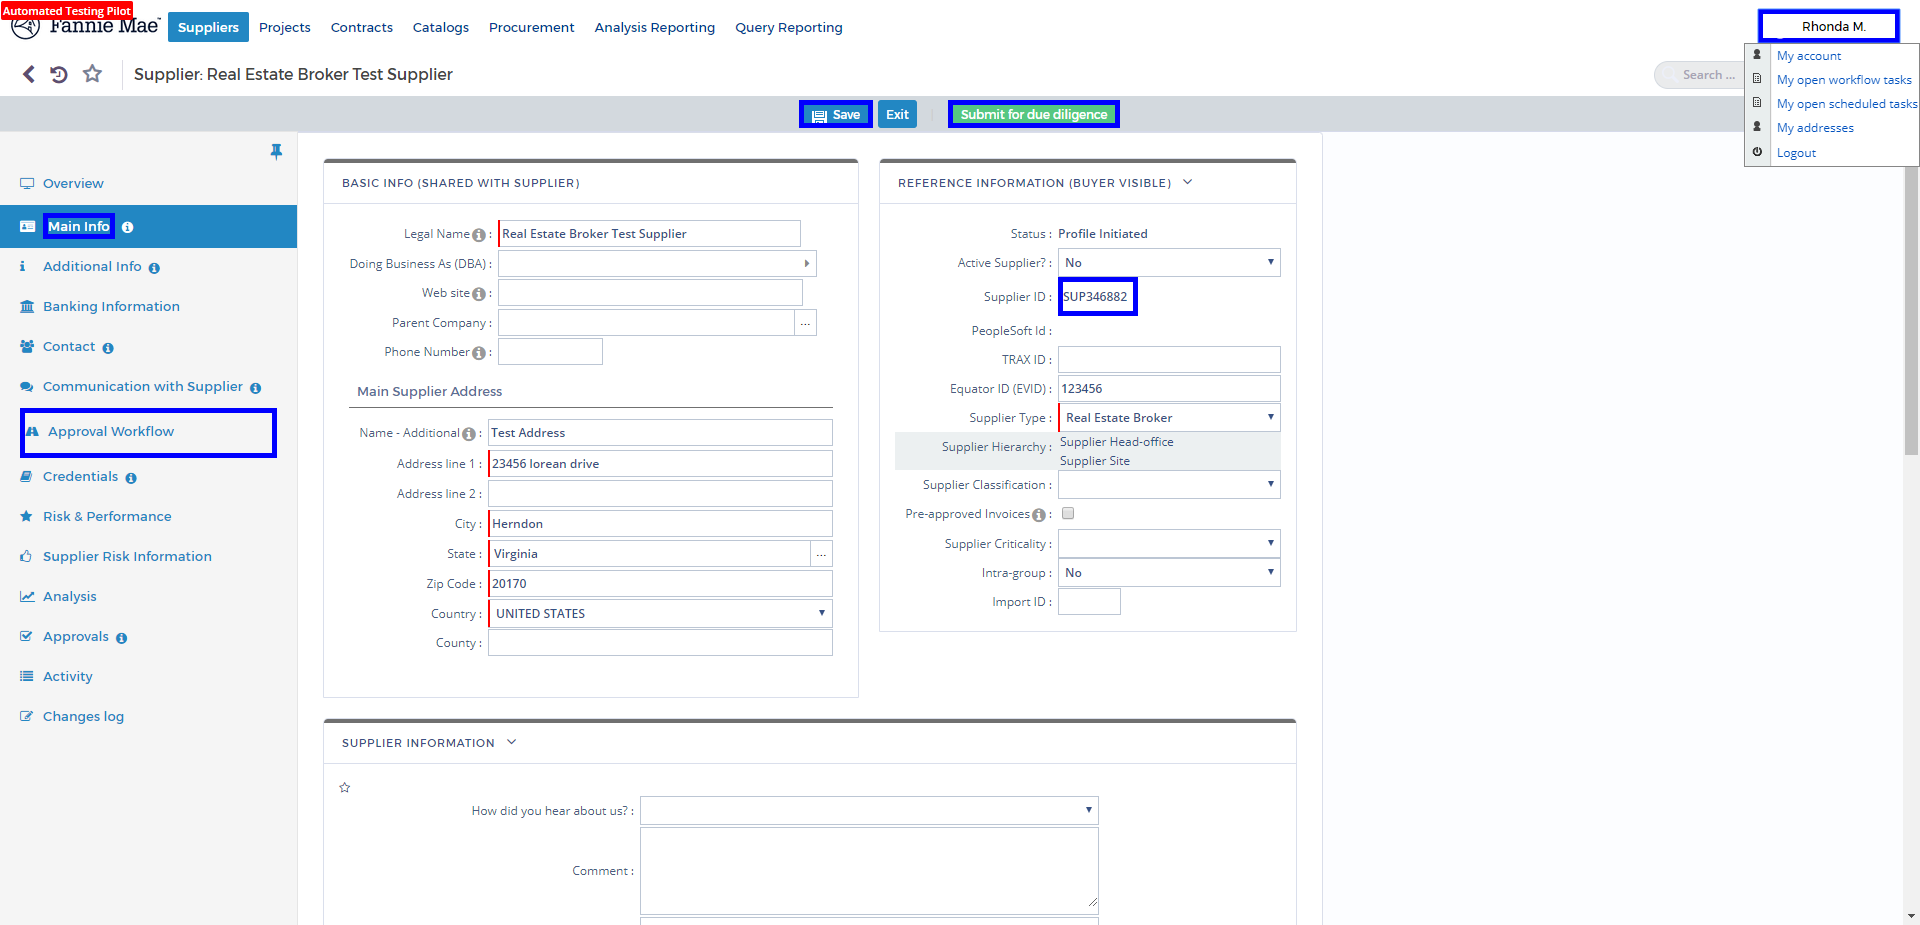 Automated Testing Pilot
Fannie Mae
Suppliers Projects Contracts Catalogs Procurement Analysis Reporting Query Reporting
Rhonda M.
My account
My open workflow tasks
My open scheduled tasks
My addresses
Logout
Supplier: Real Estate Broker Test Supplier
Search ...
Save Exit Submit for due diligence
Overview
Main Info
Additional Info
Banking Information
Contact
Communication with Supplier
Approval Workflow
Credentials
Risk & Performance
Supplier Risk Information
Analysis
Approvals
Activity
Changes log
BASIC INFO (SHARED WITH SUPPLIER)
Legal Name : Real Estate Broker Test Supplier
Doing Business As (DBA) :
Web site :
Parent Company : ...
Phone Number :
Main Supplier Address
Name - Additional : Test Address
Address line 1 : 23456 lorean drive
Address line 2 :
City : Herndon
State : Virginia ...
Zip Code : 20170
Country : UNITED STATES
County :
REFERENCE INFORMATION (BUYER VISIBLE)
Status : Profile Initiated
Active Supplier? : No
Supplier ID : SUP346882
PeopleSoft Id :
TRAX ID :
Equator ID (EVID) : 123456
Supplier Type : Real Estate Broker
Supplier Hierarchy : Supplier Head-office
Supplier Site
Supplier Classification :
Pre-approved Invoices :
Supplier Criticality :
Intra-group : No
Import ID :
SUPPLIER INFORMATION
How did you hear about us? :
Comment :